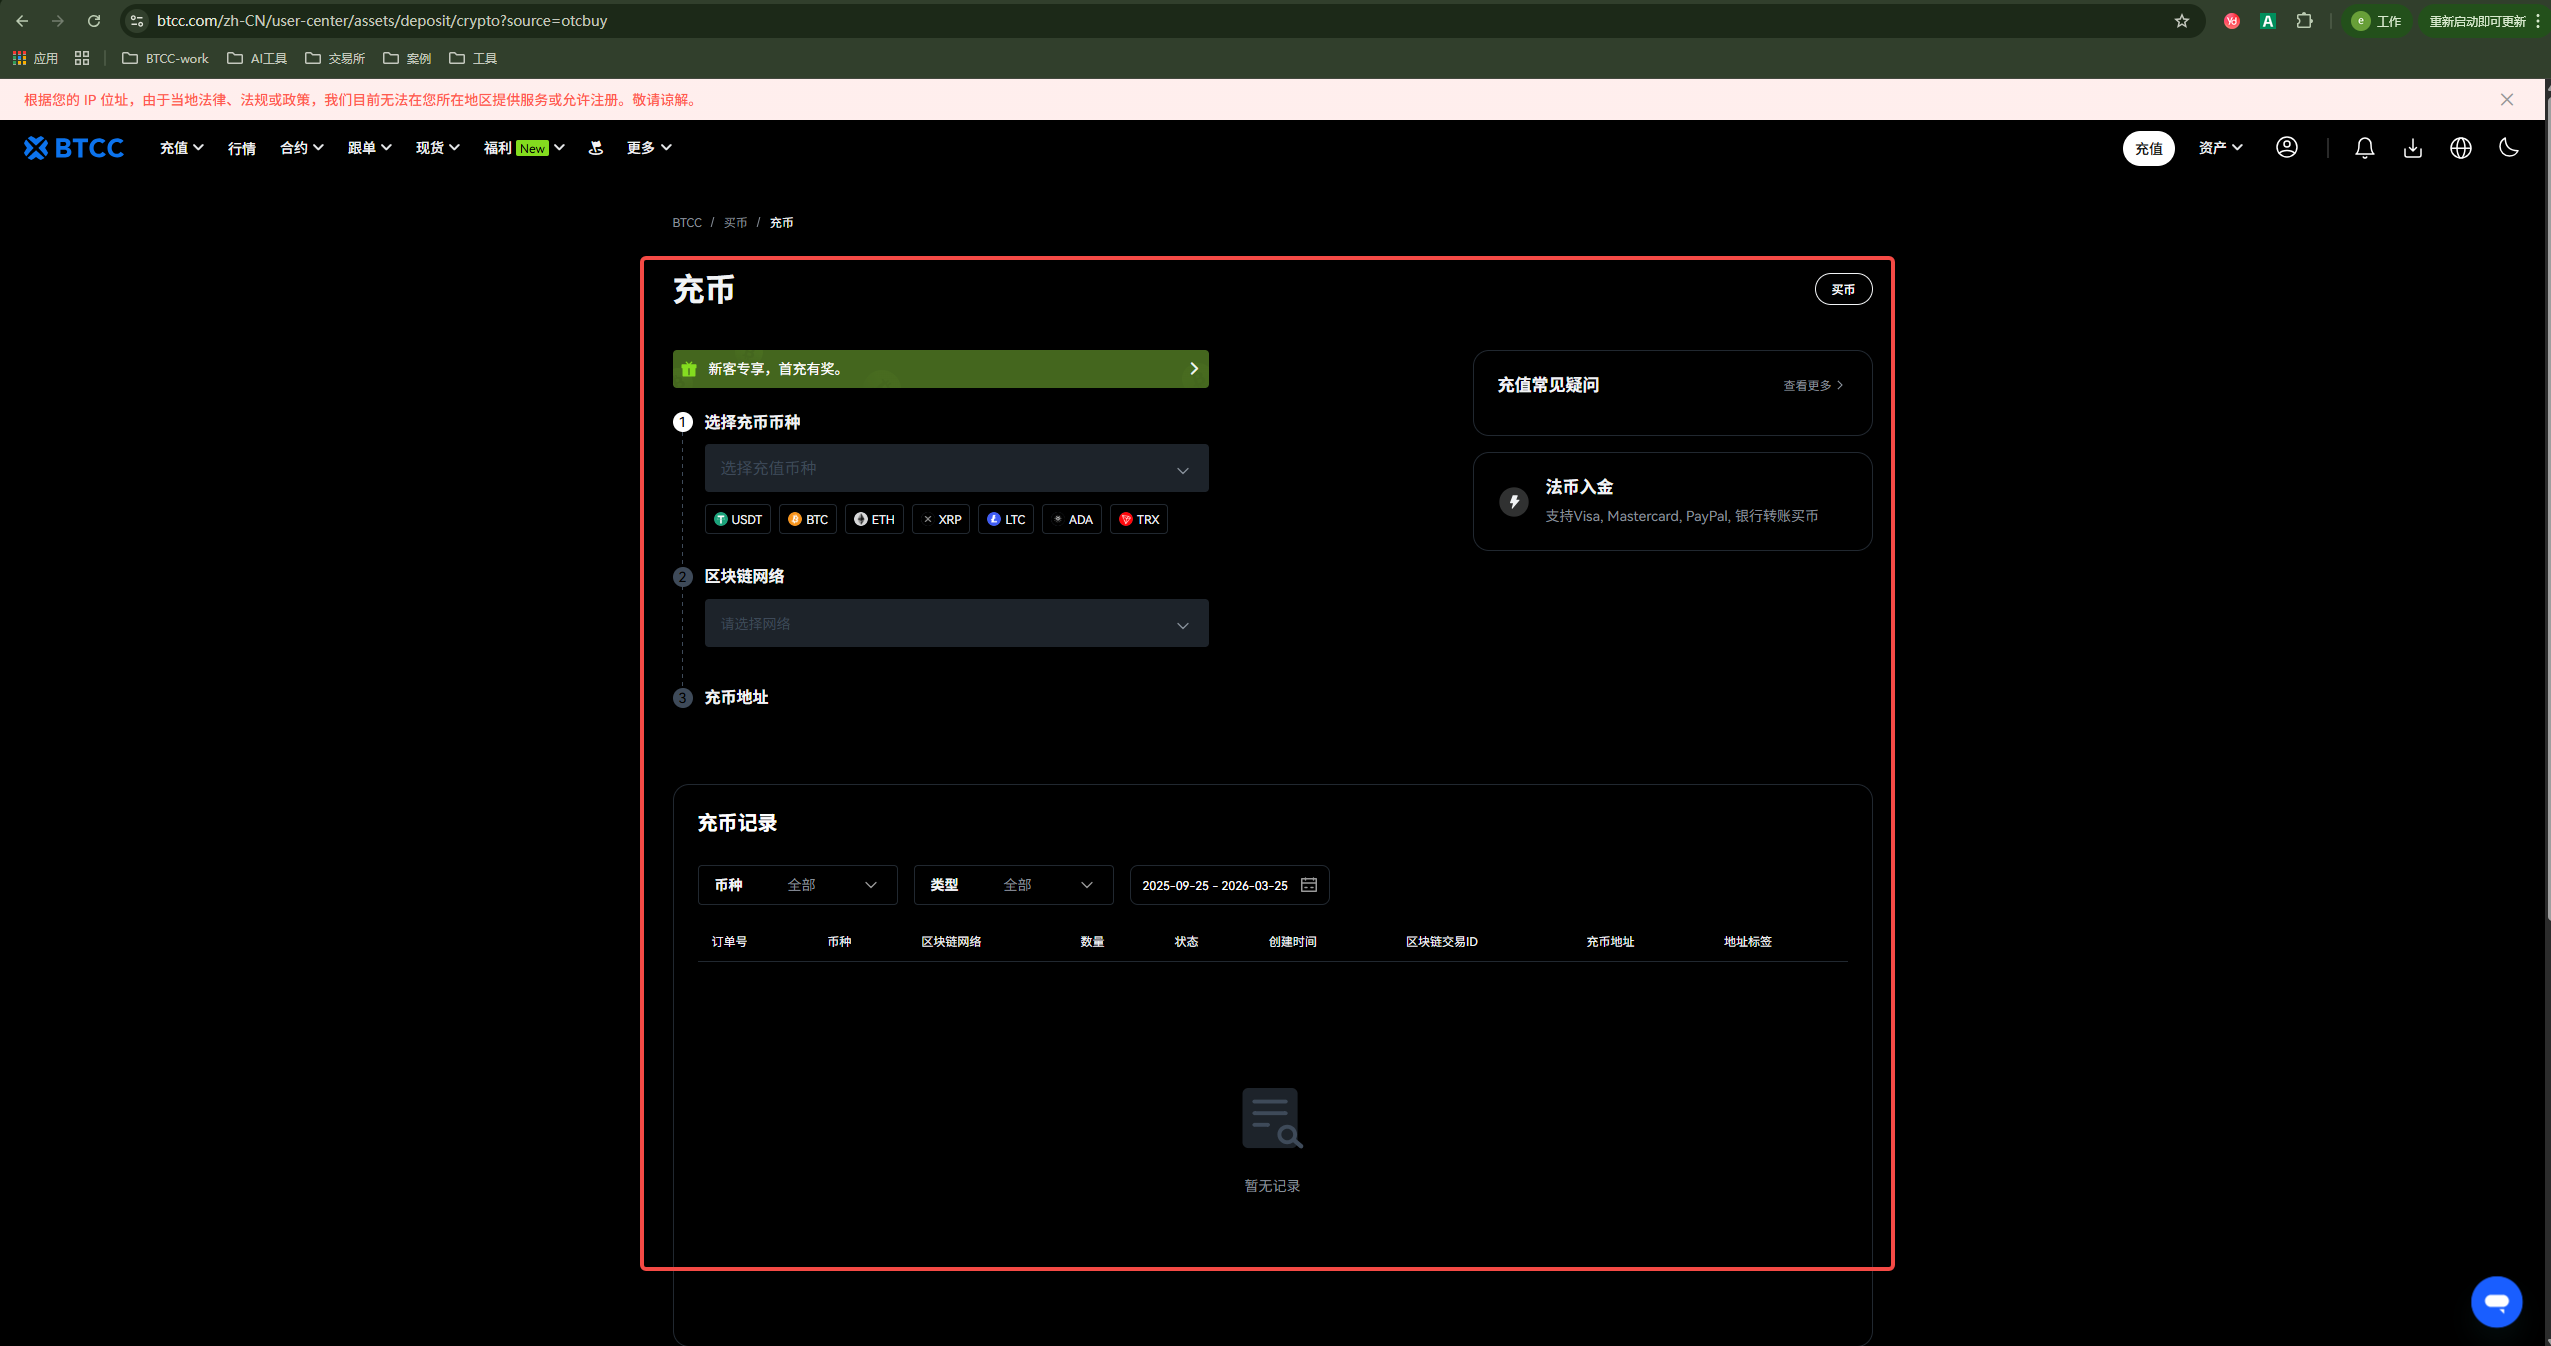 btcc.com/zh-CN/user-center/assets/deposit/crypto?source=otcbuy
e 工作
重新启动即可更新
应用
BTCC-work
AI工具
交易所
案例
工具
根据您的 IP 位址，由于当地法律、法规或政策，我们目前无法在您所在地区提供服务或允许注册。敬请谅解。
BTCC
充值
行情
合约
跟单
现货
福利 New
更多
充值
资产
BTCC / 买币 / 充币
充币
买币
新客专享，首充有奖。
1 选择充币币种
选择充值币种
USDT
BTC
ETH
XRP
LTC
ADA
TRX
2 区块链网络
请选择网络
3 充币地址
充值常见疑问
查看更多
法币入金
支持Visa, Mastercard, PayPal, 银行转账买币
充币记录
币种 全部
类型 全部
2025-09-25 - 2026-03-25
订单号 币种 区块链网络 数量 状态 创建时间 区块链交易ID 充币地址 地址标签
暂无记录